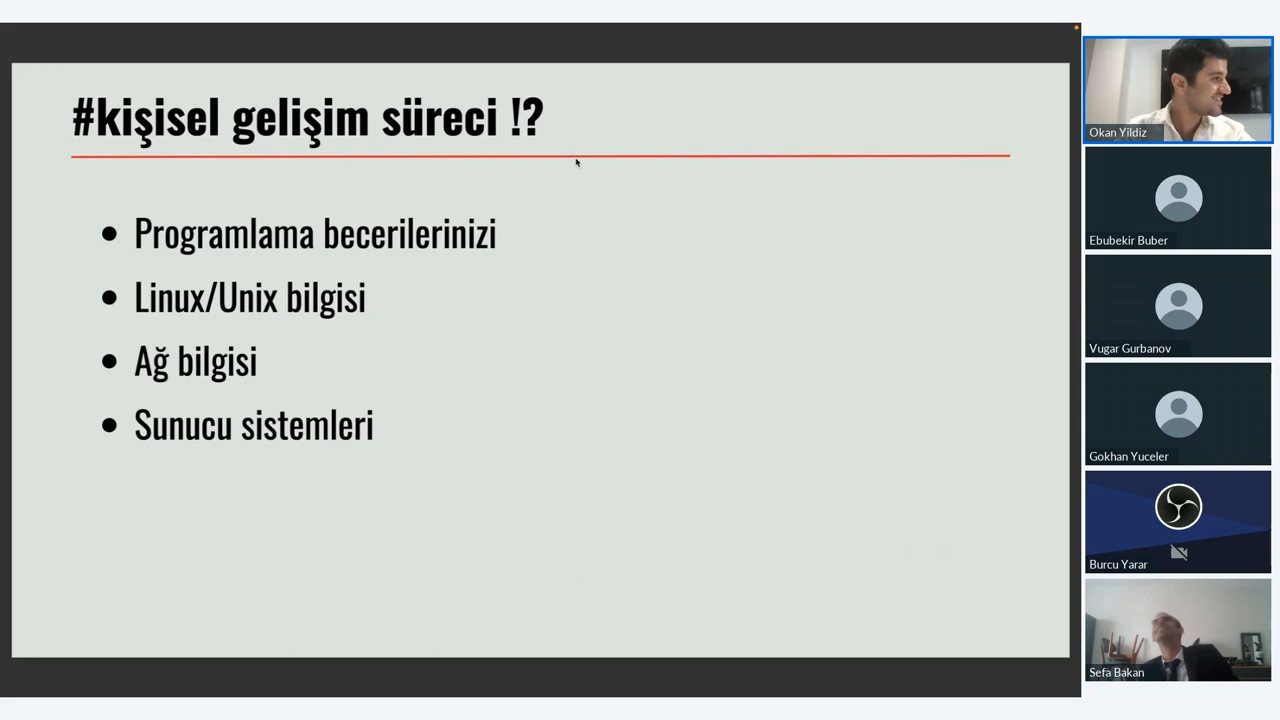 #kişisel gelişim süreci !?
• Programlama becerilerinizi
• Linux/Unix bilgisi
• Ağ bilgisi
• Sunucu sistemleri
Okan Yildiz
Ebubekir Buber
Vugar Gurbanov
Gokhan Yuceler
Burcu Yarar
Sefa Bakan